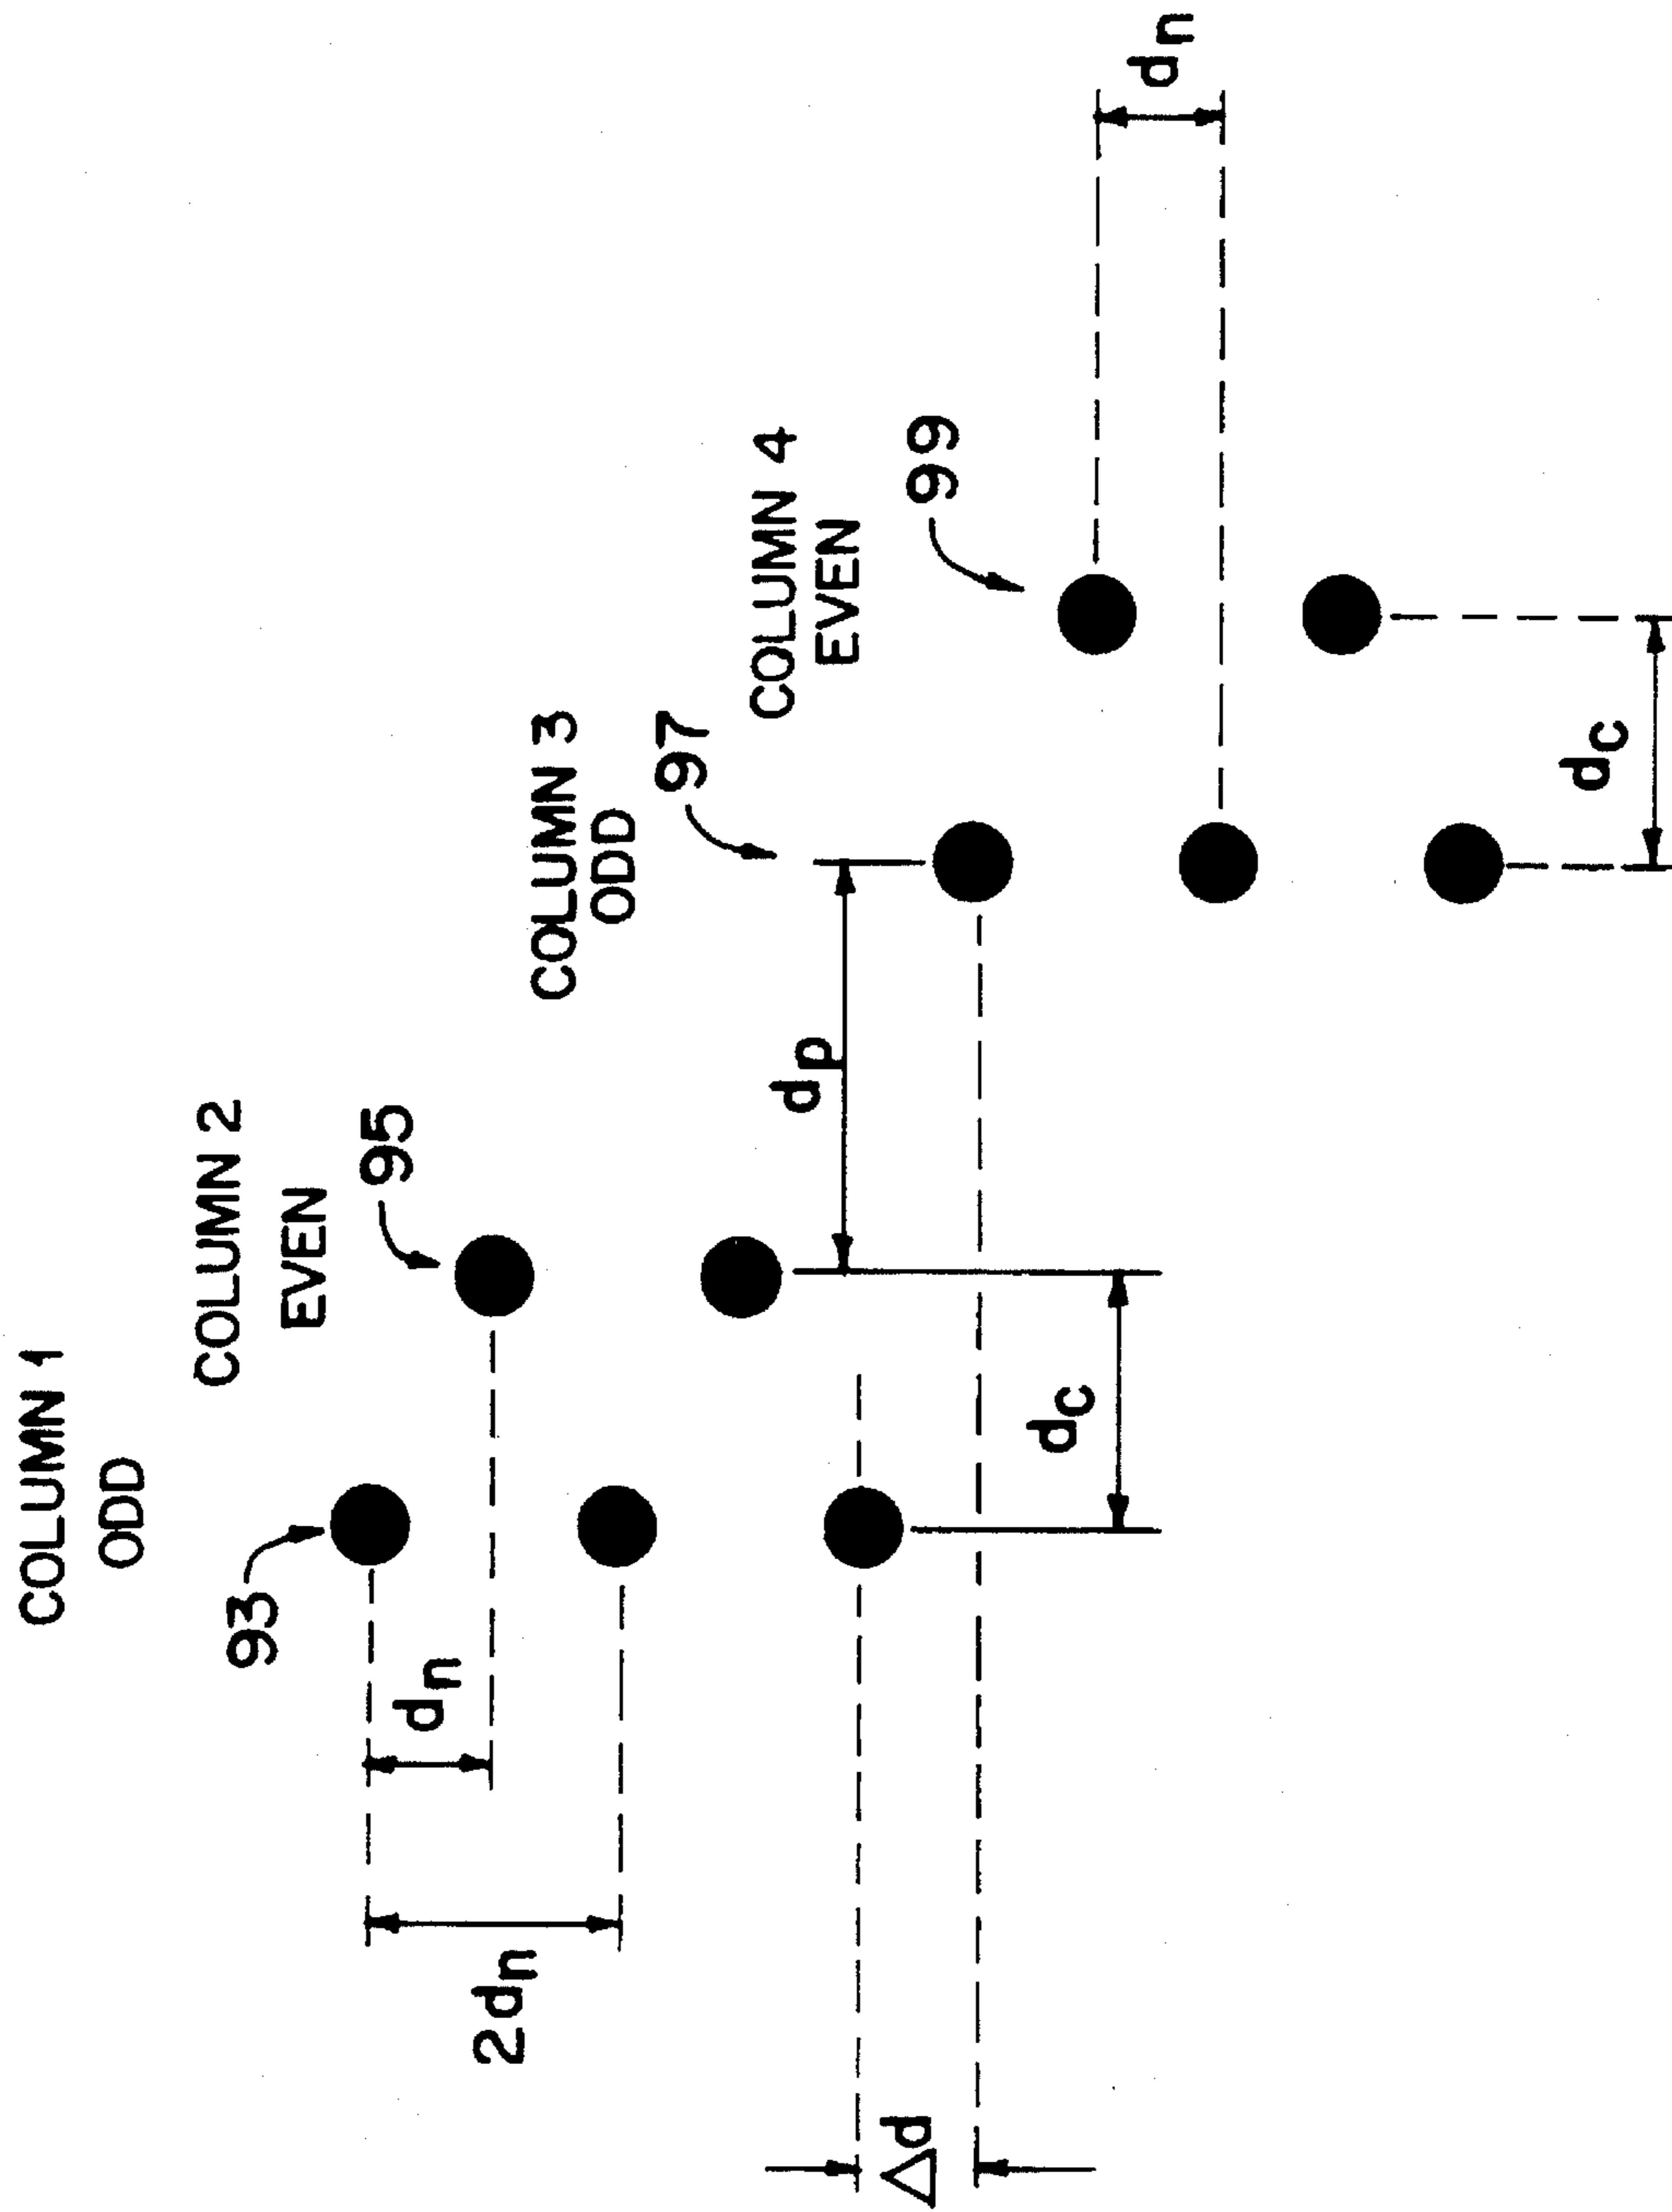 COLUMN 1
ODD
COLUMN 2
EVEN
93
95
dn
2dn
COLUMN 3
ODD
97
COLUMN 4
EVEN
99
dp
dn
Δd
dc
dc